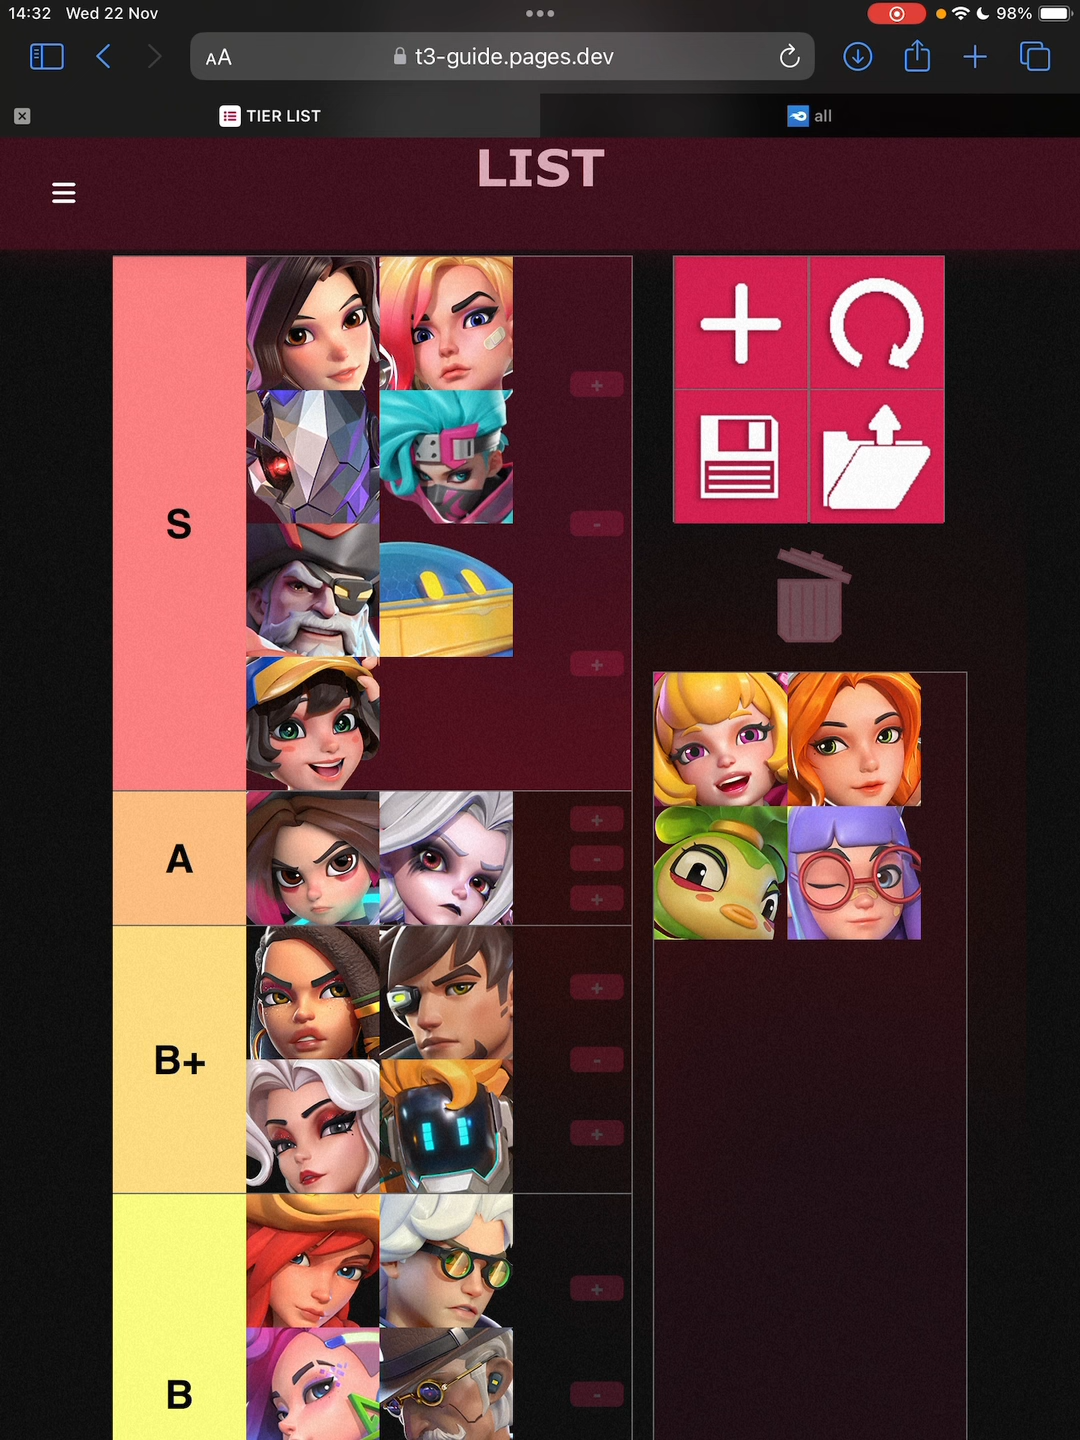 14:32 Wed 22 Nov
98%
AA
t3-guide.pages.dev
TIER LIST
all
LIST
S
+
-
+
A
+
-
+
B+
+
-
+
B
+
-